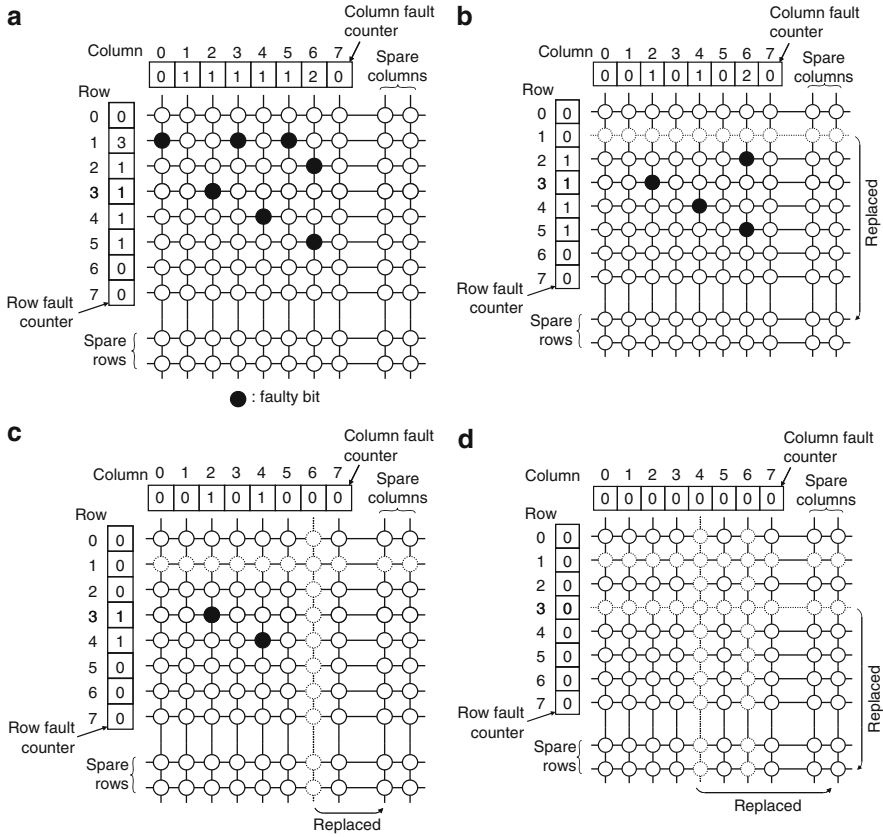 a
Column fault
counter
Column 0 1 2 3 4 5 6 7
0 1 1 1 1 1 2 0
Spare
columns
Row
0 0
1 3
2 1
3 1
4 1
5 1
6 0
7 0
Row fault
counter
Spare
rows
: faulty bit
b
Column fault
counter
Column 0 1 2 3 4 5 6 7
0 0 1 0 1 0 2 0
Spare
columns
Row
0 0
1 0
2 1
3 1
4 1
5 1
6 0
7 0
Replaced
Row fault
counter
Spare
rows
c
Column fault
counter
Column 0 1 2 3 4 5 6 7
0 0 1 0 1 0 0 0
Spare
columns
Row
0 0
1 0
2 0
3 1
4 1
5 0
6 0
7 0
Row fault
counter
Spare
rows
Replaced
d
Column fault
counter
Column 0 1 2 3 4 5 6 7
0 0 0 0 0 0 0 0
Spare
columns
Row
0 0
1 0
2 0
3 0
4 0
5 0
6 0
7 0
Replaced
Row fault
counter
Spare
rows
Replaced